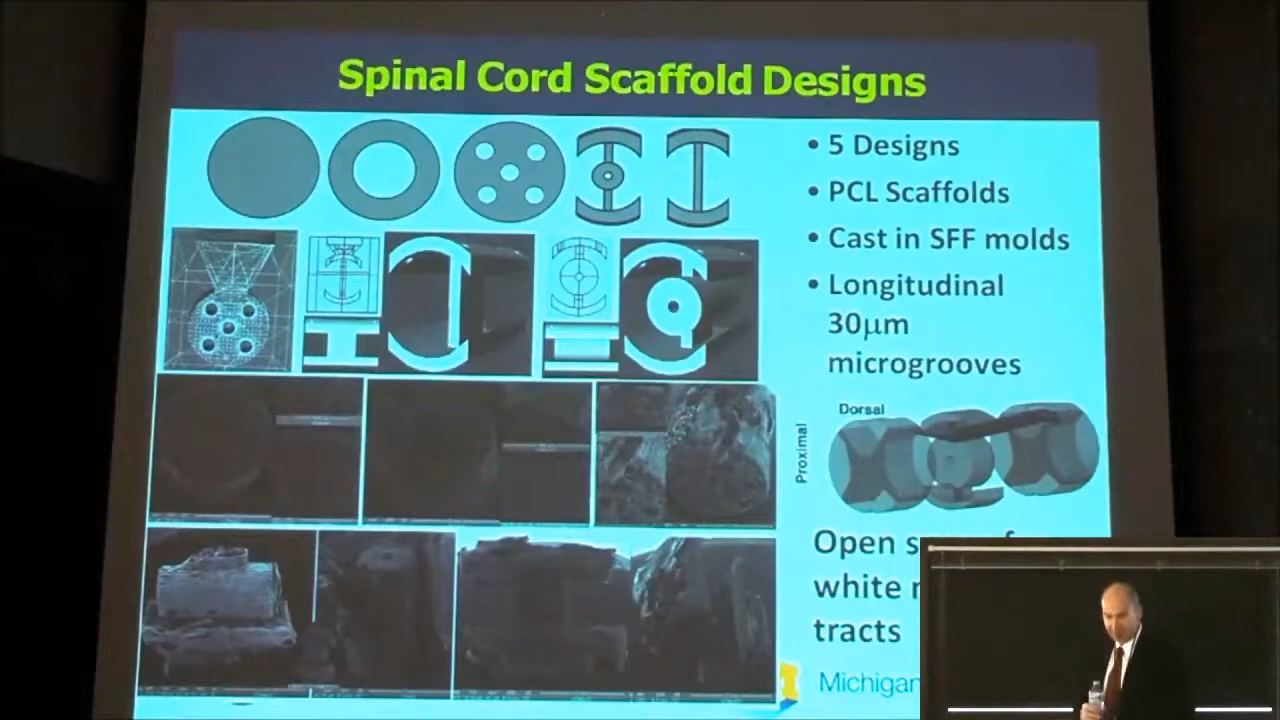 Spinal Cord Scaffold Designs
• 5 Designs
• PCL Scaffolds
• Cast in SFF molds
• Longitudinal
30µm
microgrooves
Dorsal
Proximal
Open
white
tracts
Michigan